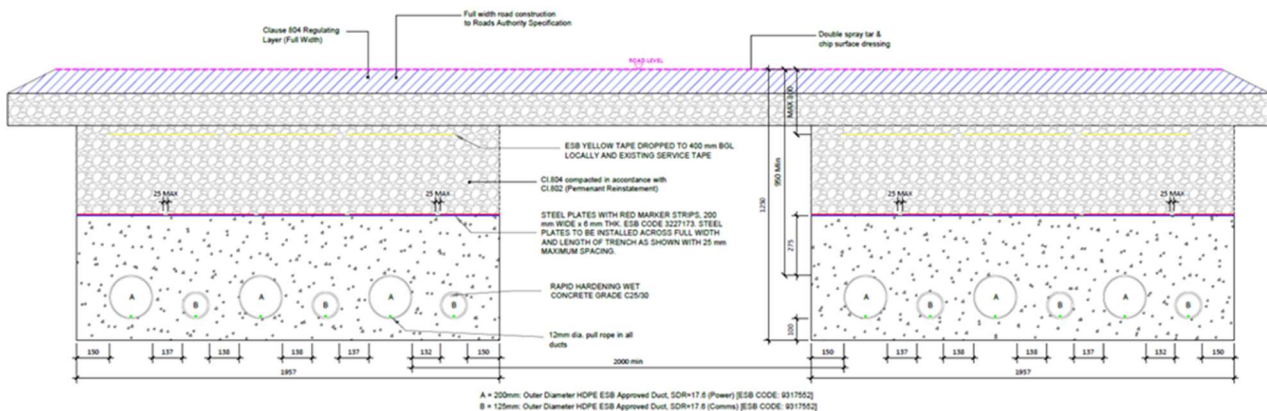 Full width road construction
to Roads Authority Specification
Clause 804 Regulating
Layer (Full Width)
Double spray tar &
chip surface dressing
ROAD LEVEL
ESB YELLOW TAPE DROPPED TO 400 mm BGL
LOCALLY AND EXISTING SERVICE TAPE
Cl.804 compacted in accordance with
Cl.802 (Permenant Reinstatement)
25 MAX
25 MAX
STEEL PLATES WITH RED MARKER STRIPS, 200
mm WIDE x 6 mm THK. ESB CODE 3227173. STEEL
PLATES TO BE INSTALLED ACROSS FULL WIDTH
AND LENGTH OF TRENCH AS SHOWN WITH 25 mm
MAXIMUM SPACING.
RAPID HARDENING WET
CONCRETE GRADE C25/30
12mm dia. pull rope in all
ducts
A B A B A B
150 137 138 138 137 132 150
1957
2000 min
1250
950 Min
MAX
275
100
25 MAX
25 MAX
A B A B A B
150 137 138 138 137 132 150
1957
A = 200mm: Outer Diameter HDPE ESB Approved Duct, SDR=17.6 (Power) [ESB CODE: 9317552]
B = 125mm: Outer Diameter HDPE ESB Approved Duct, SDR=17.6 (Comms) [ESB CODE: 9317552]